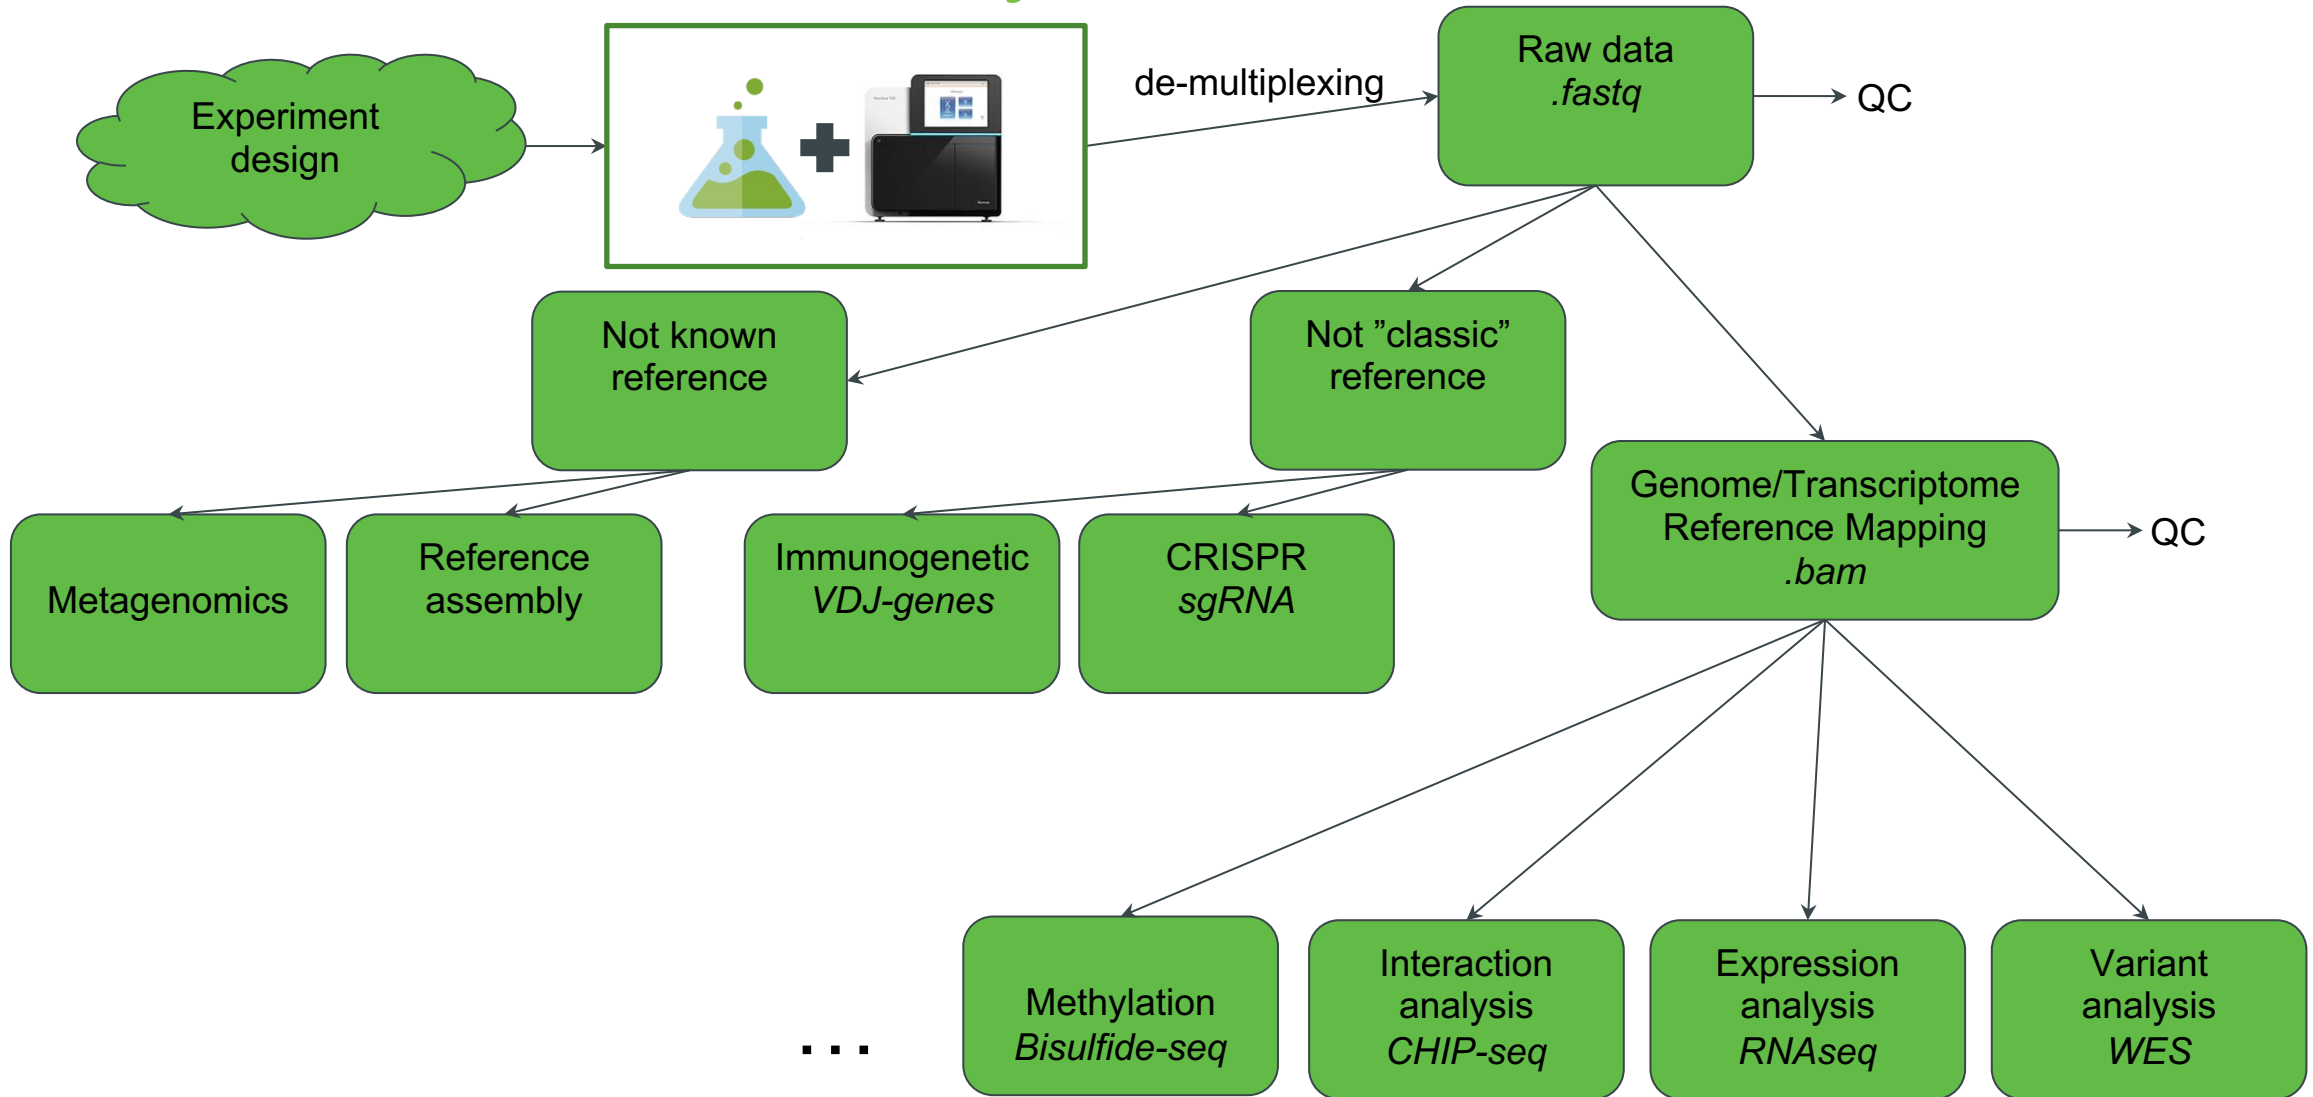 Experiment
design
de-multiplexing
Raw data
.fastq
QC
Not known
reference
Not ”classic”
reference
Genome/Transcriptome
Reference Mapping
.bam
QC
Metagenomics
Reference
assembly
Immunogenetic
VDJ-genes
CRISPR
sgRNA
...
Methylation
Bisulfide-seq
Interaction
analysis
CHIP-seq
Expression
analysis
RNAseq
Variant
analysis
WES